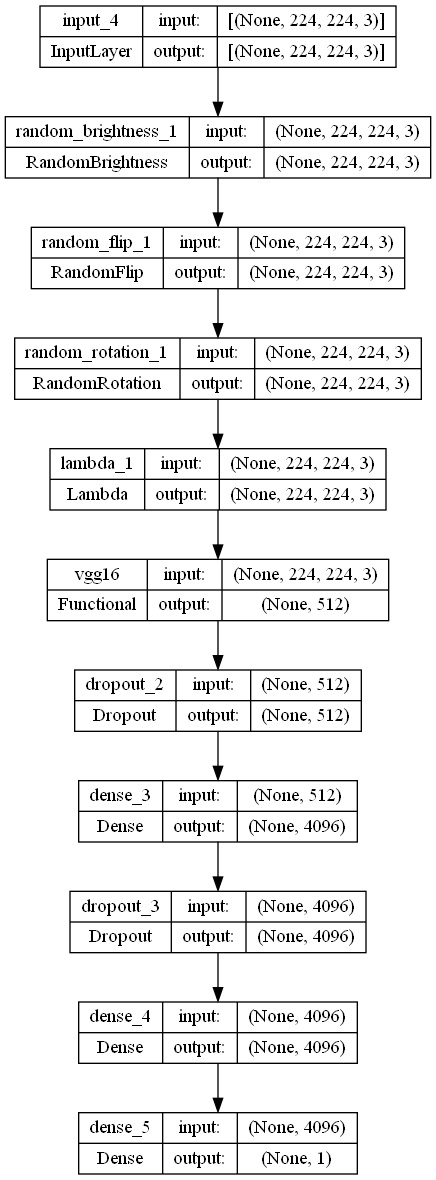 input_4 input: [(None, 224, 224, 3)]
InputLayer output: [(None, 224, 224, 3)]
random_brightness_1 input: (None, 224, 224, 3)
RandomBrightness output: (None, 224, 224, 3)
random_flip_1 input: (None, 224, 224, 3)
RandomFlip output: (None, 224, 224, 3)
random_rotation_1 input: (None, 224, 224, 3)
RandomRotation output: (None, 224, 224, 3)
lambda_1 input: (None, 224, 224, 3)
Lambda output: (None, 224, 224, 3)
vgg16 input: (None, 224, 224, 3)
Functional output: (None, 512)
dropout_2 input: (None, 512)
Dropout output: (None, 512)
dense_3 input: (None, 512)
Dense output: (None, 4096)
dropout_3 input: (None, 4096)
Dropout output: (None, 4096)
dense_4 input: (None, 4096)
Dense output: (None, 4096)
dense_5 input: (None, 4096)
Dense output: (None, 1)